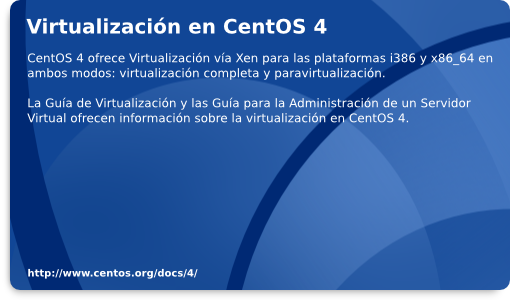 Virtualización en CentOS 4
CentOS 4 ofrece Virtualización vía Xen para las plataformas i386 y x86_64 en
ambos modos: virtualización completa y paravirtualización.
La Guía de Virtualización y las Guía para la Administración de un Servidor
Virtual ofrecen información sobre la virtualización en CentOS 4.
http://www.centos.org/docs/4/